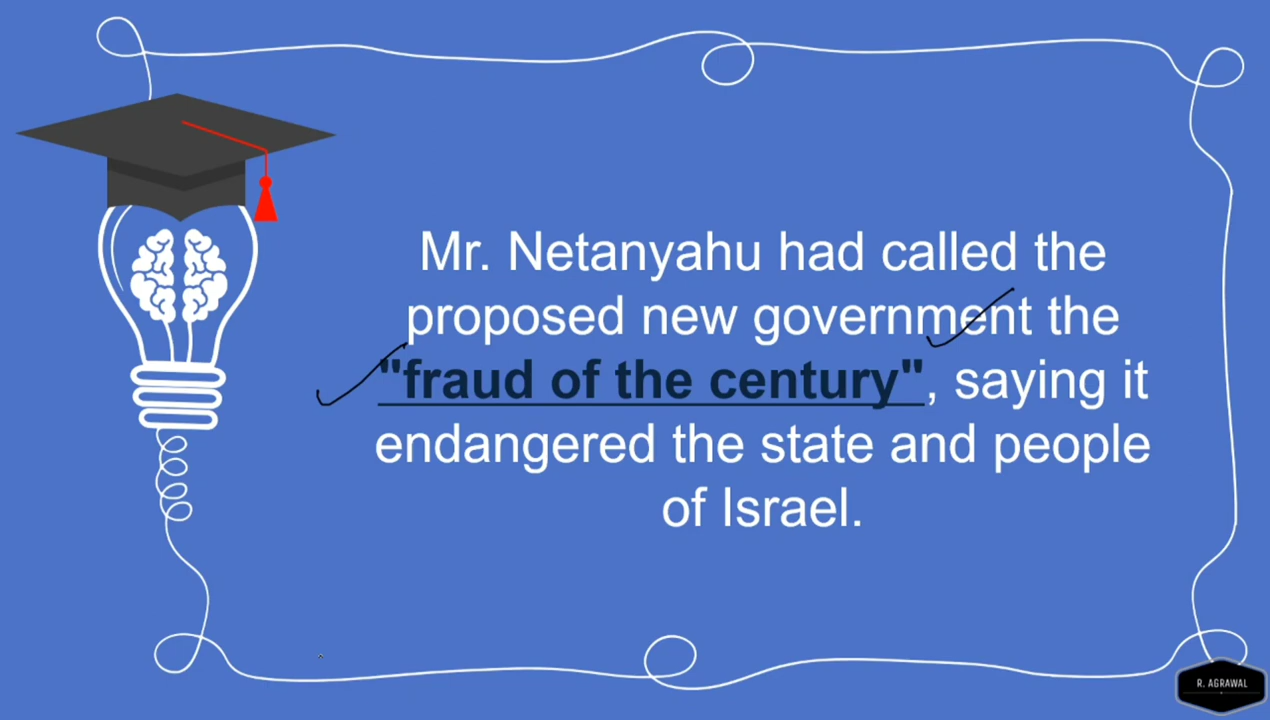 Mr. Netanyahu had called the
proposed new government the
"fraud of the century", saying it
endangered the state and people
of Israel.
R. AGRAWAL